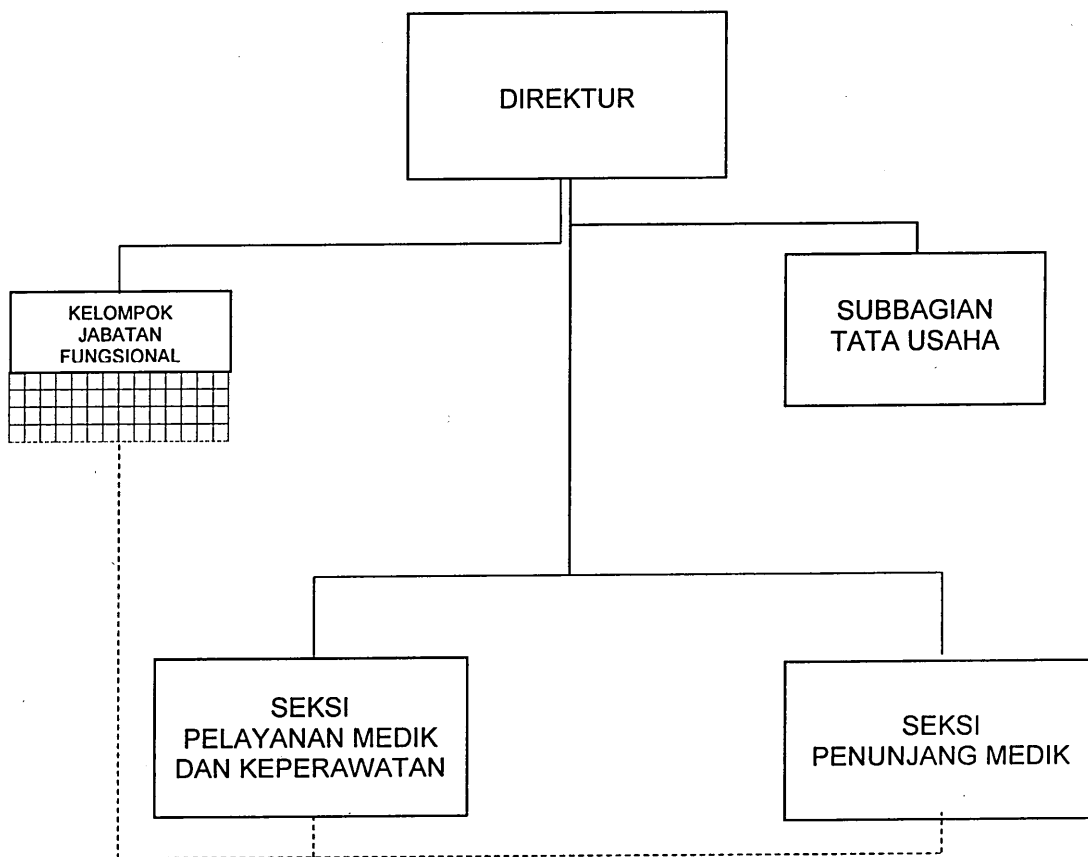 DIREKTUR
KELOMPOK
JABATAN
FUNGSIONAL
SUBBAGIAN
TATA USAHA
SEKSI
PELAYANAN MEDIK
DAN KEPERAWATAN
SEKSI
PENUNJANG MEDIK